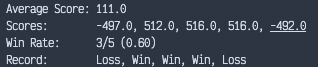 Average Score: 111.0
Scores:        -497.0, 512.0, 516.0, 516.0, -492.0
Win Rate:      3/5 (0.60)
Record:        Loss, Win, Win, Win, Loss